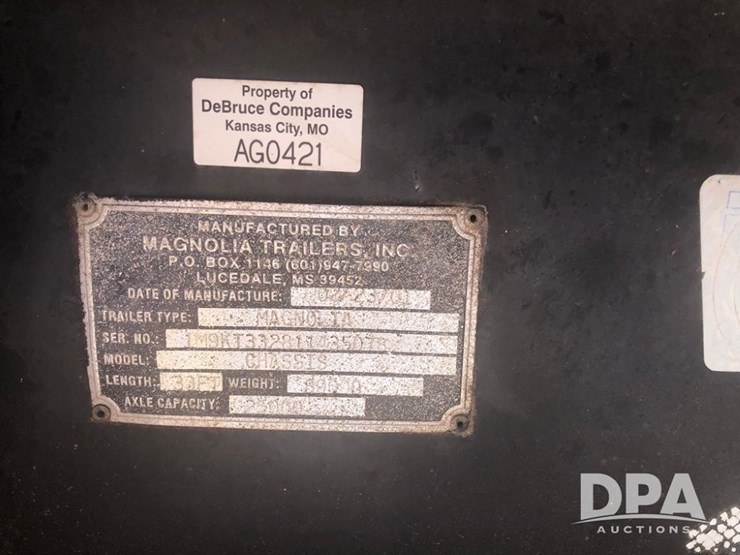 Property of
DeBruce Companies
Kansas City, MO
AG0421
MANUFACTURED BY
MAGNOLIA TRAILERS, INC
P.O. BOX 1146 (601)947-7990
LUCEDALE, MS 39452
DATE OF MANUFACTURE:
TRAILER TYPE: MAGNOLIA
SER. NO.:
MODEL: CHASSIS
LENGTH: WEIGHT:
AXLE CAPACITY:
DPA
AUCTIONS